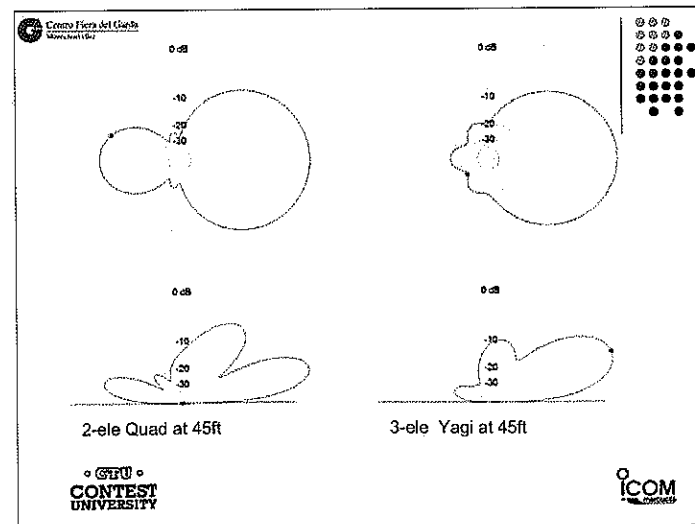 Centro Fiera del Garda
0 dB
-10
-20
-30
0 dB
-10
-20
-30
0 dB
-10
-20
-30
0 dB
-10
-20
-30
2-ele Quad at 45ft
3-ele Yagi at 45ft
CTU
CONTEST
UNIVERSITY
ICOM